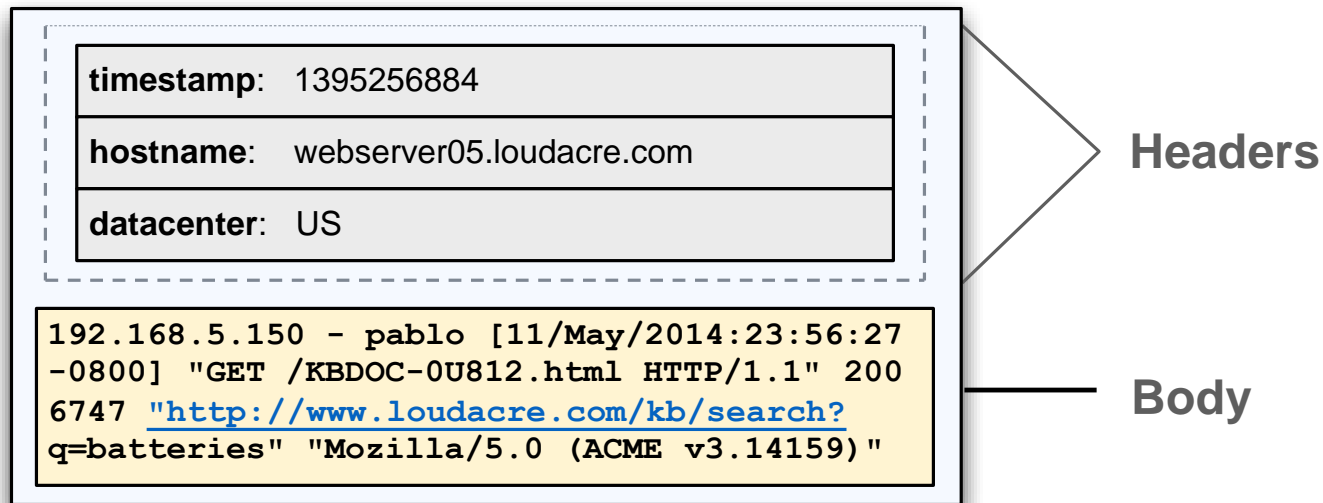 timestamp: 1395256884
hostname: webserver05.loudacre.com
datacenter: US
Headers
192.168.5.150 - pablo [11/May/2014:23:56:27
-0800] "GET /KBDOC-0U812.html HTTP/1.1" 200
6747 "http://www.loudacre.com/kb/search?
q=batteries" "Mozilla/5.0 (ACME v3.14159)"
Body